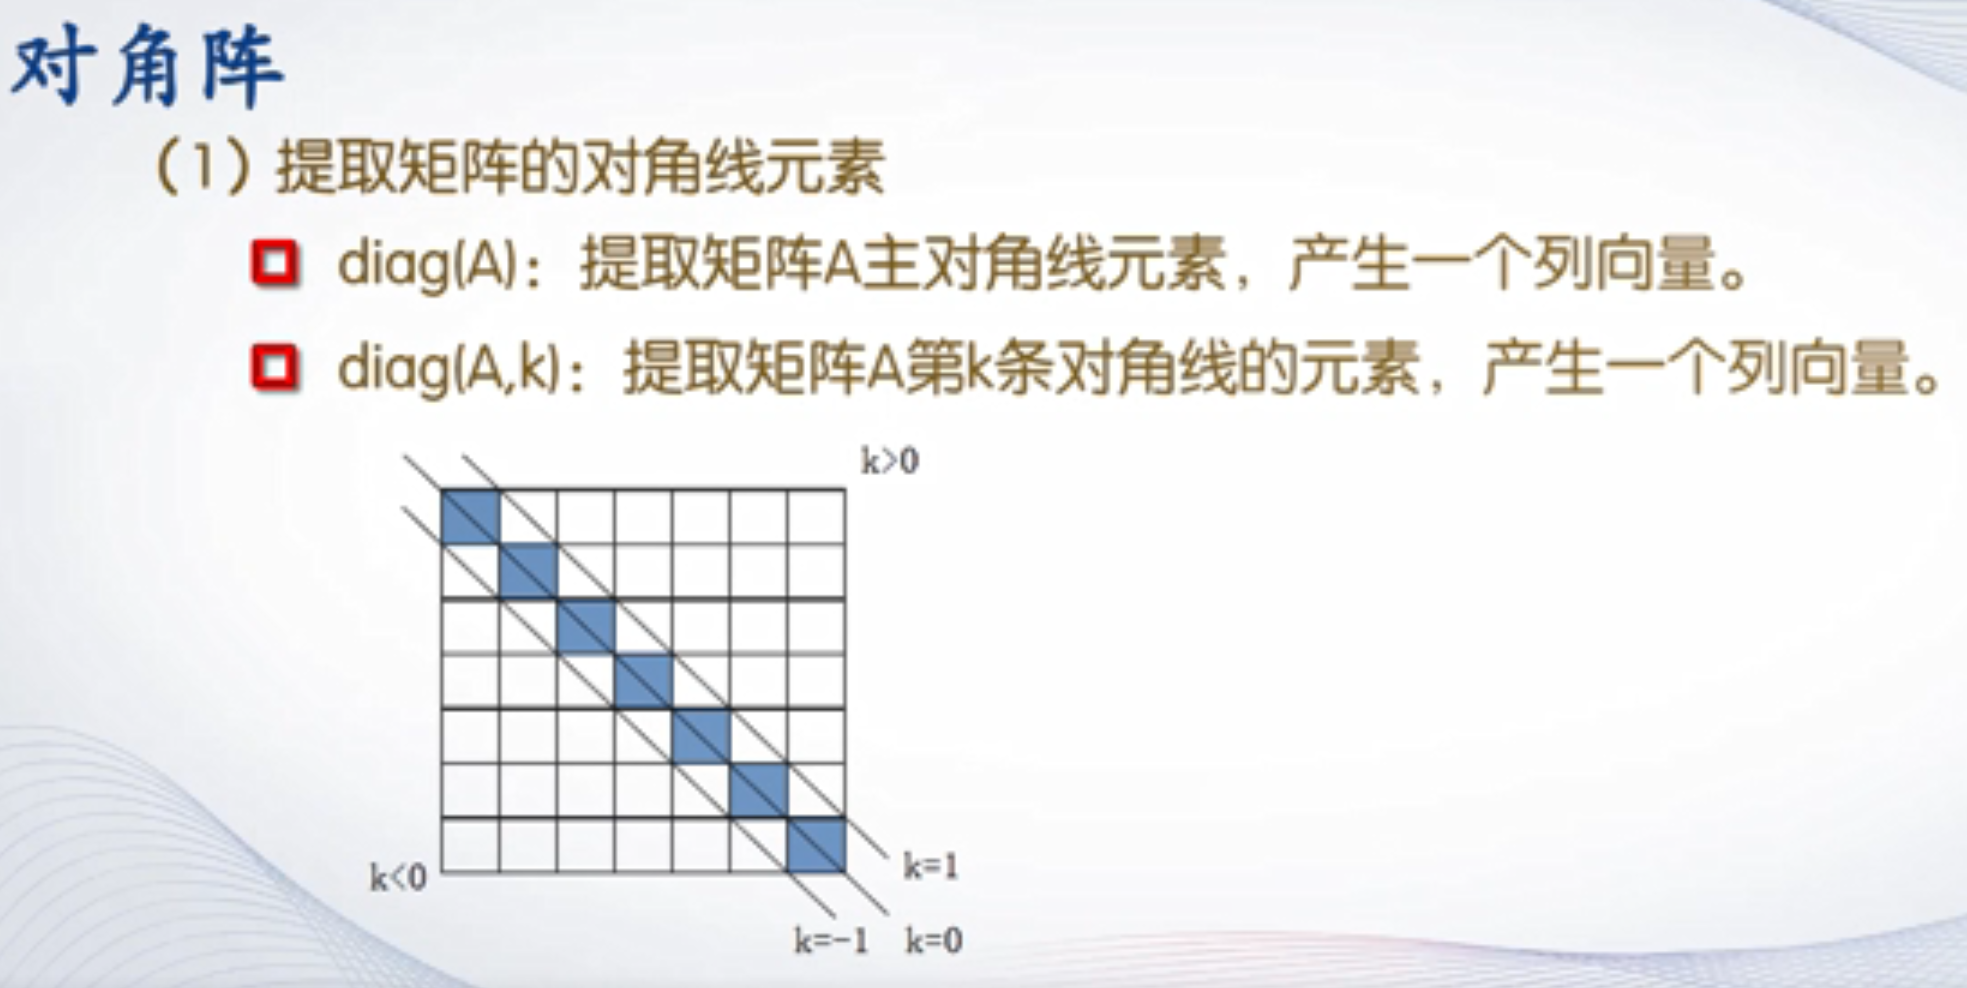 对角阵
（1）提取矩阵的对角线元素
diag(A)：提取矩阵A主对角线元素，产生一个列向量。
diag(A,k)：提取矩阵A第k条对角线的元素，产生一个列向量。
k>0
k<0
k=1
k=-1
k=0